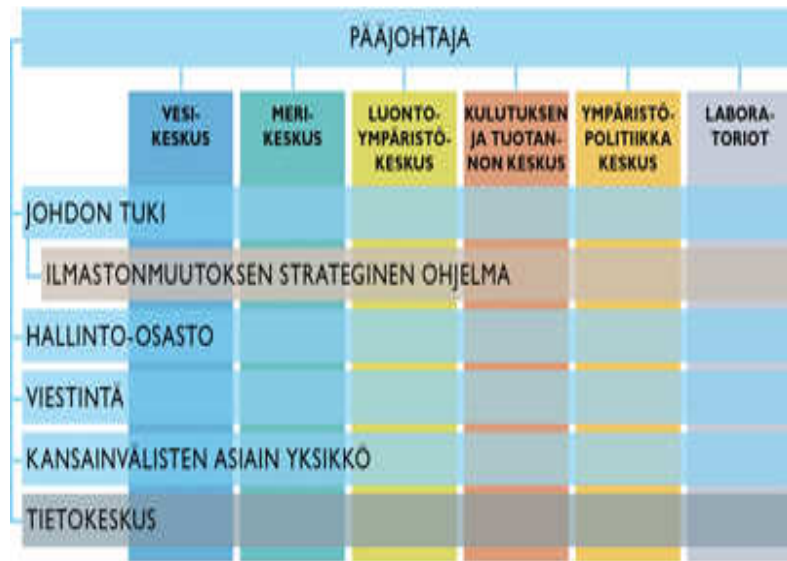 PÄÄJOHTAJA
VESI-
KESKUS
MERI-
KESKUS
LUONTO-
YMPÄRISTÖ-
KESKUS
KULUTUKSEN
JA TUOTAN-
NON KESKUS
YMPÄRISTÖ-
POLITIIKKA
KESKUS
LABORA-
TORIOT
JOHDON TUKI
ILMASTONMUUTOKSEN STRATEGINEN OHJELMA
HALLINTO-OSASTO
VIESTINTÄ
KANSAINVÄLISTEN ASIAIN YKSIKKÖ
TIETOKESKUS